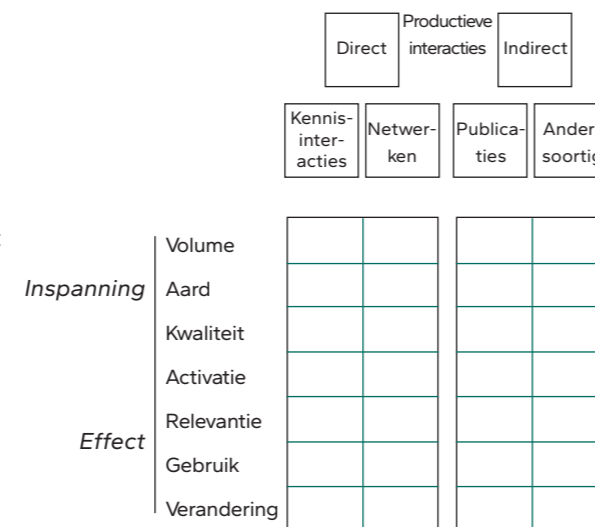 Productieve
Direct interacties Indirect
Kennis-
inter-
acties
Netwer-
ken
Publica-
ties
Ander
soortig
Volume
Inspanning Aard
Kwaliteit
Activatie
Relevantie
Effect
Gebruik
Verandering